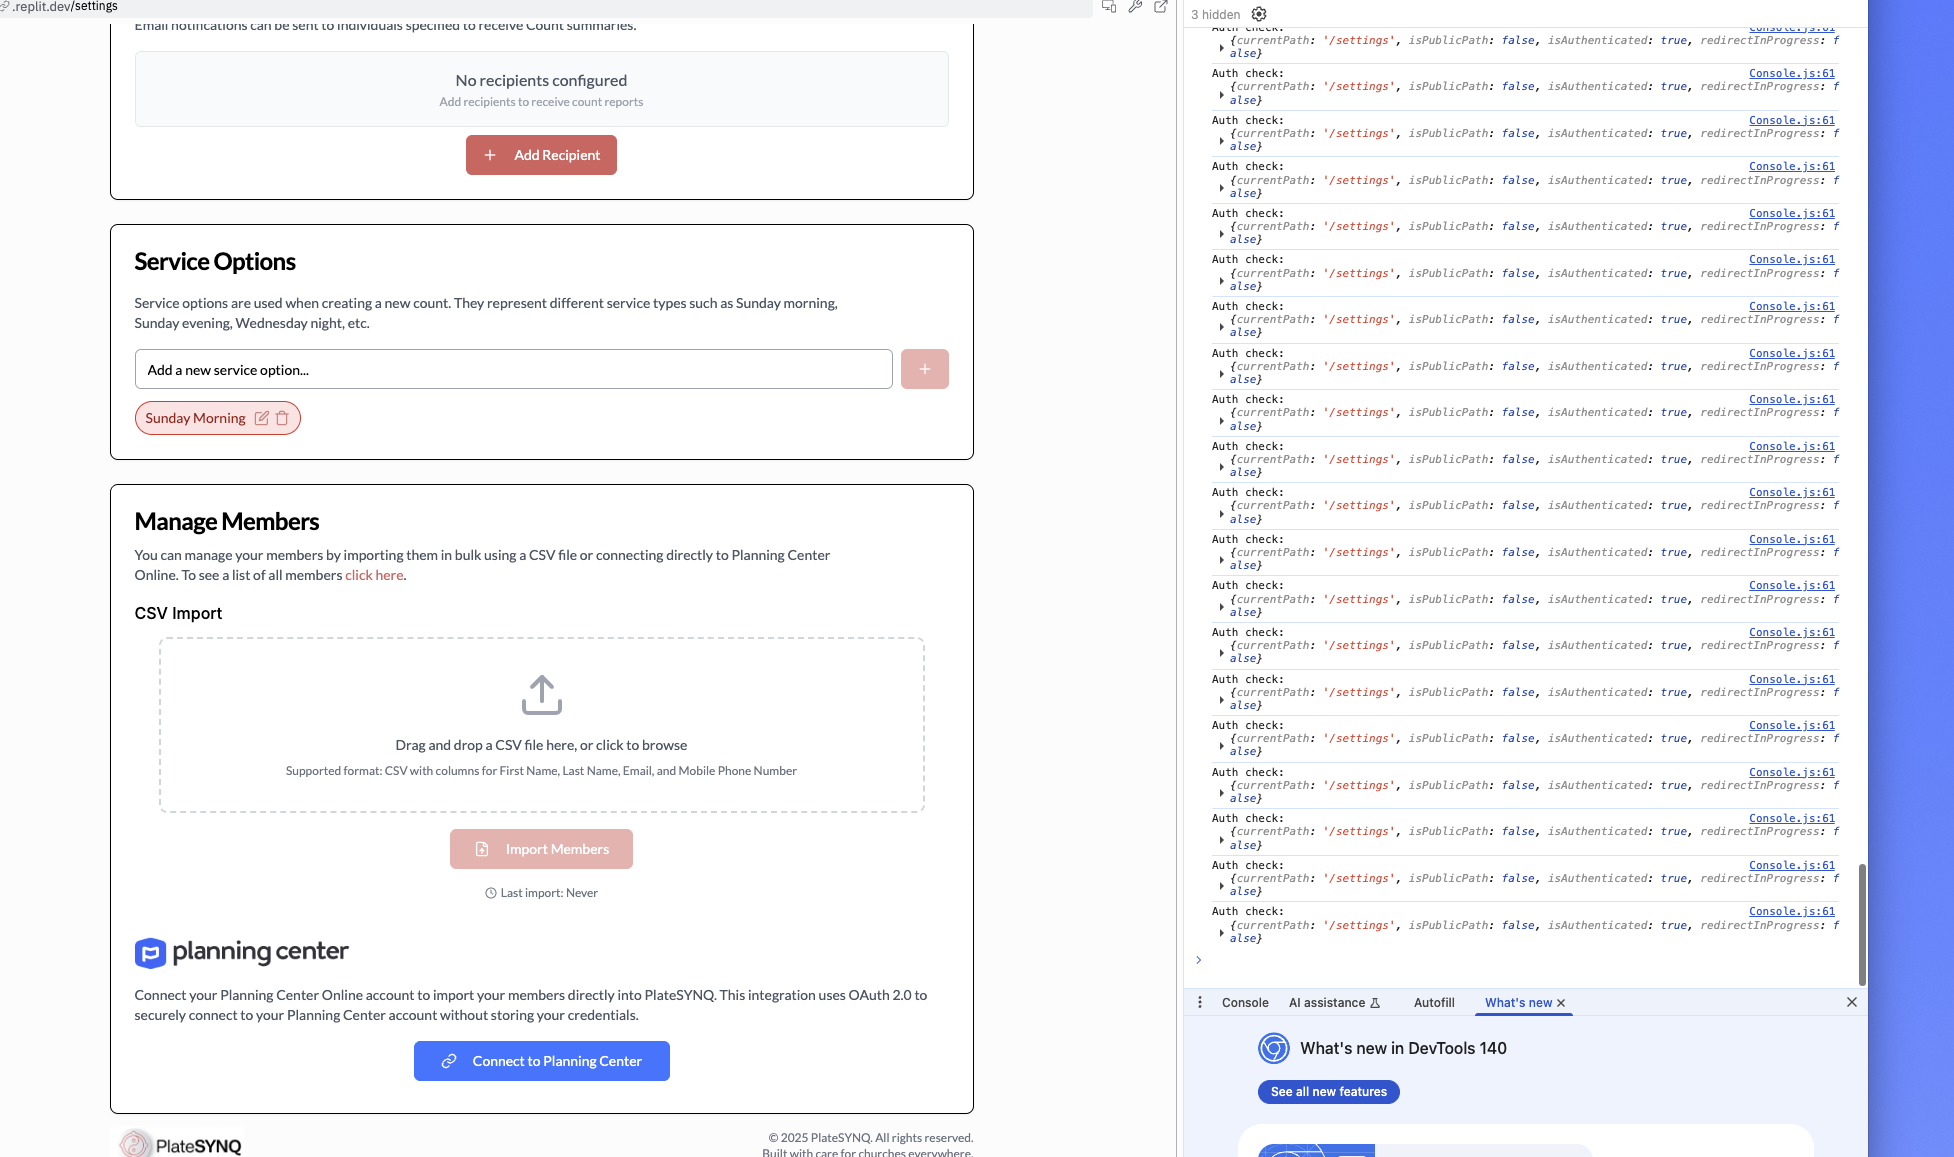 .replit.dev/settings
Email notifications can be sent to individuals specified to receive Count summaries.
No recipients configured
Add recipients to receive count reports
Add Recipient
Service Options
Service options are used when creating a new count. They represent different service types such as Sunday morning,
Sunday evening, Wednesday night, etc.
Add a new service option...
Sunday Morning
Manage Members
You can manage your members by importing them in bulk using a CSV file or connecting directly to Planning Center
Online. To see a list of all members click here.
CSV Import
Drag and drop a CSV file here, or click to browse
Supported format: CSV with columns for First Name, Last Name, Email, and Mobile Phone Number
Import Members
Last import: Never
planning center
Connect your Planning Center Online account to import your members directly into PlateSYNQ. This integration uses OAuth 2.0 to
securely connect to your Planning Center account without storing your credentials.
Connect to Planning Center
PlateSYNQ
© 2025 PlateSYNQ. All rights reserved.
Built with care for churches everywhere.
3 hidden
Auth check: Console.js:61
{currentPath: '/settings', isPublicPath: false, isAuthenticated: true, redirectInProgress: f
alse}
Auth check: Console.js:61
{currentPath: '/settings', isPublicPath: false, isAuthenticated: true, redirectInProgress: f
alse}
Auth check: Console.js:61
{currentPath: '/settings', isPublicPath: false, isAuthenticated: true, redirectInProgress: f
alse}
Auth check: Console.js:61
{currentPath: '/settings', isPublicPath: false, isAuthenticated: true, redirectInProgress: f
alse}
Auth check: Console.js:61
{currentPath: '/settings', isPublicPath: false, isAuthenticated: true, redirectInProgress: f
alse}
Auth check: Console.js:61
{currentPath: '/settings', isPublicPath: false, isAuthenticated: true, redirectInProgress: f
alse}
Auth check: Console.js:61
{currentPath: '/settings', isPublicPath: false, isAuthenticated: true, redirectInProgress: f
alse}
Auth check: Console.js:61
{currentPath: '/settings', isPublicPath: false, isAuthenticated: true, redirectInProgress: f
alse}
Auth check: Console.js:61
{currentPath: '/settings', isPublicPath: false, isAuthenticated: true, redirectInProgress: f
alse}
Auth check: Console.js:61
{currentPath: '/settings', isPublicPath: false, isAuthenticated: true, redirectInProgress: f
alse}
Auth check: Console.js:61
{currentPath: '/settings', isPublicPath: false, isAuthenticated: true, redirectInProgress: f
alse}
Auth check: Console.js:61
{currentPath: '/settings', isPublicPath: false, isAuthenticated: true, redirectInProgress: f
alse}
Auth check: Console.js:61
{currentPath: '/settings', isPublicPath: false, isAuthenticated: true, redirectInProgress: f
alse}
Auth check: Console.js:61
{currentPath: '/settings', isPublicPath: false, isAuthenticated: true, redirectInProgress: f
alse}
Auth check: Console.js:61
{currentPath: '/settings', isPublicPath: false, isAuthenticated: true, redirectInProgress: f
alse}
Auth check: Console.js:61
{currentPath: '/settings', isPublicPath: false, isAuthenticated: true, redirectInProgress: f
alse}
Auth check: Console.js:61
{currentPath: '/settings', isPublicPath: false, isAuthenticated: true, redirectInProgress: f
alse}
Auth check: Console.js:61
{currentPath: '/settings', isPublicPath: false, isAuthenticated: true, redirectInProgress: f
alse}
Auth check: Console.js:61
{currentPath: '/settings', isPublicPath: false, isAuthenticated: true, redirectInProgress: f
alse}
Auth check: Console.js:61
{currentPath: '/settings', isPublicPath: false, isAuthenticated: true, redirectInProgress: f
alse}
Console AI assistance Autofill What's new
What's new in DevTools 140
See all new features